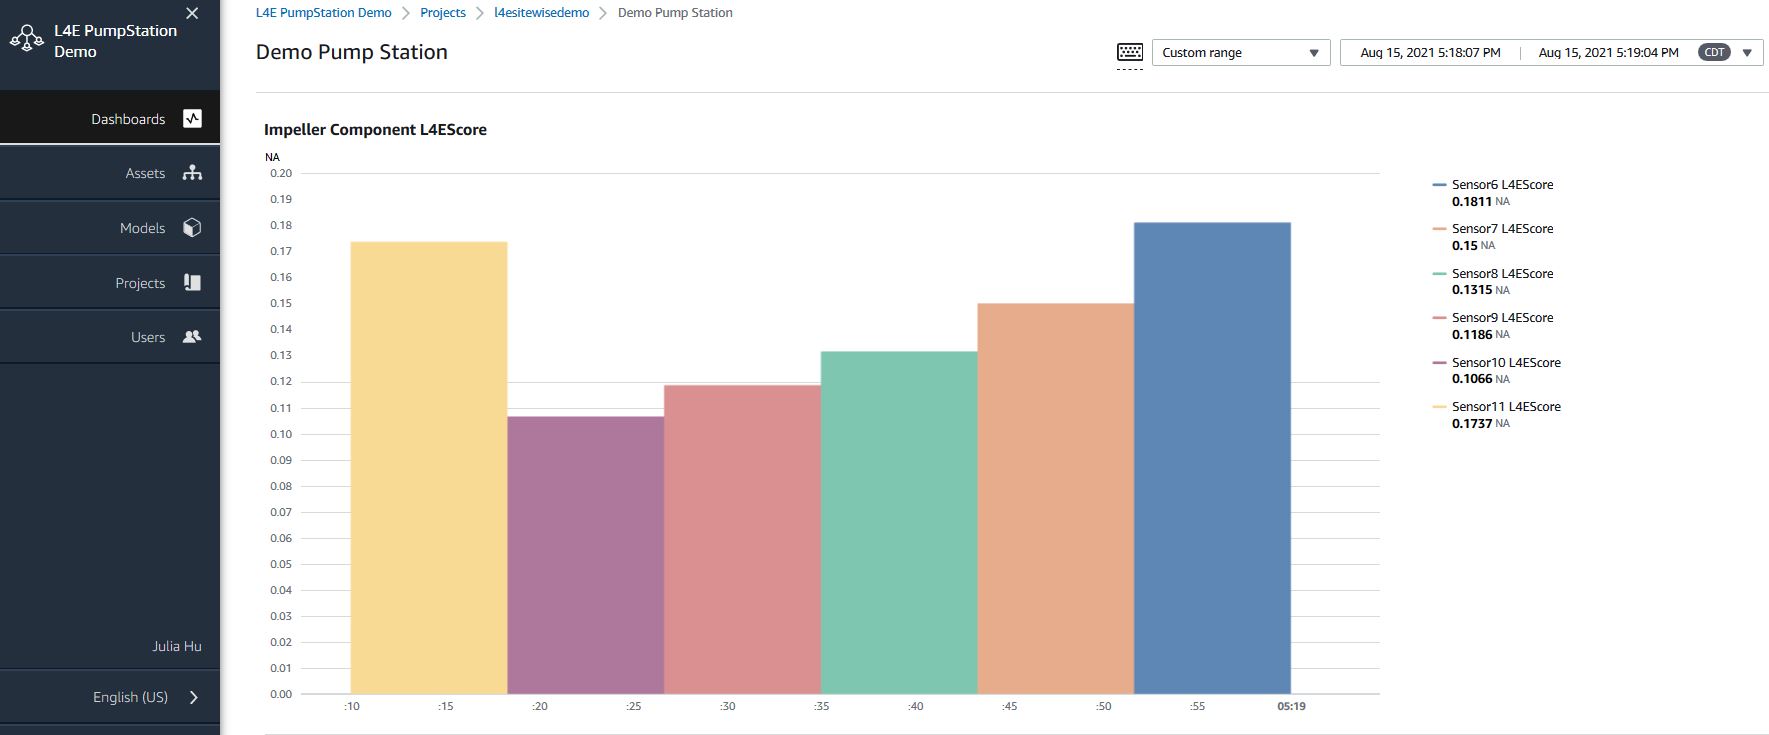 L4E PumpStation
Demo
Dashboards
Assets
Models
Projects
Users
Julia Hu
English (US)
L4E PumpStation Demo > Projects > l4esitewisedemo > Demo Pump Station
Demo Pump Station
Custom range
Aug 15, 2021 5:18:07 PM | Aug 15, 2021 5:19:04 PM CDT
Impeller Component L4EScore
NA
0.20
0.19
0.18
0.17
0.16
0.15
0.14
0.13
0.12
0.11
0.10
0.09
0.08
0.07
0.06
0.05
0.04
0.03
0.02
0.01
0.00
:10 :15 :20 :25 :30 :35 :40 :45 :50 :55 05:19
Sensor6 L4EScore
0.1811 NA
Sensor7 L4EScore
0.15 NA
Sensor8 L4EScore
0.1315 NA
Sensor9 L4EScore
0.1186 NA
Sensor10 L4EScore
0.1066 NA
Sensor11 L4EScore
0.1737 NA